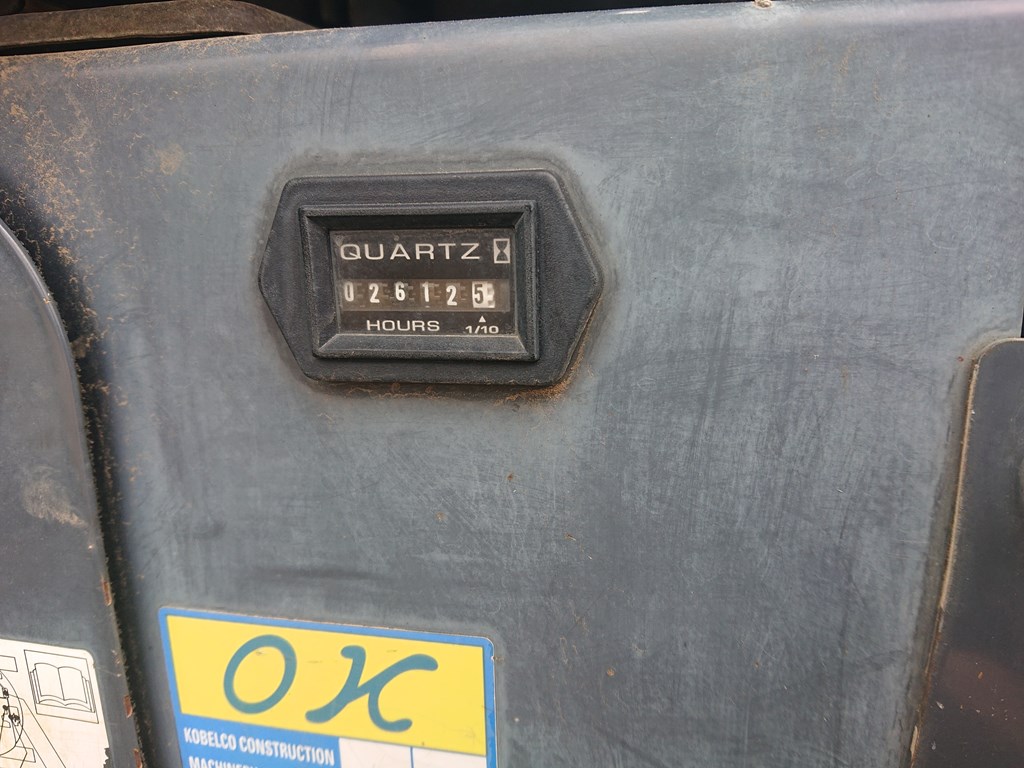 QUARTZ
026125
HOURS 1/10
OK
KOBELCO CONSTRUCTION